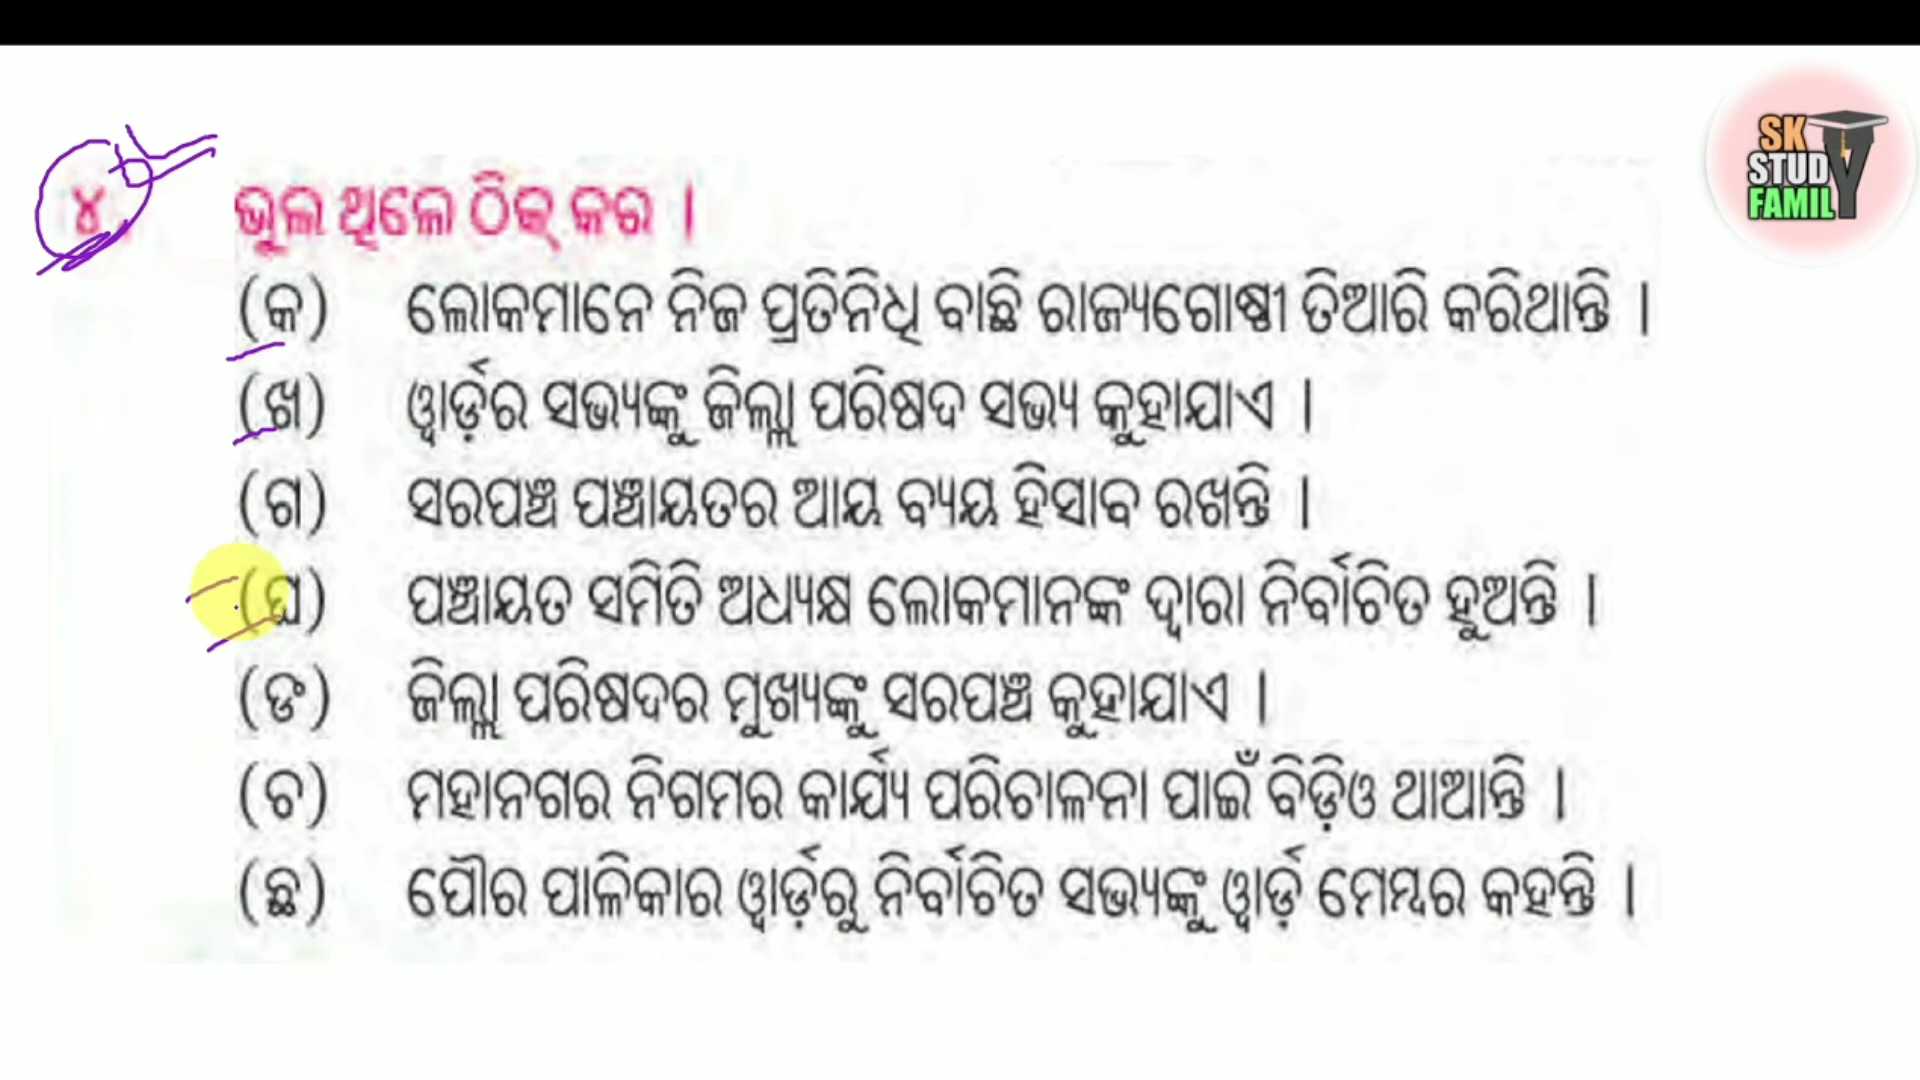 SK
STUDY
FAMILY
୪. ଭୁଲ ଥିଲେ ଠିକ୍ କର ।
(କ) ଲୋକମାନେ ନିଜ ପ୍ରତିନିଧି ବାଛି ରାଜ୍ୟଗୋଷ୍ଠୀ ତିଆରି କରିଥାନ୍ତି ।
(ଖ) ୱାର୍ଡ଼ର ସଭ୍ୟଙ୍କୁ ଜିଲ୍ଲା ପରିଷଦ ସଭ୍ୟ କୁହାଯାଏ ।
(ଗ) ସରପଞ୍ଚ ପଞ୍ଚାୟତର ଆୟ ବ୍ୟୟ ହିସାବ ରଖନ୍ତି ।
(ଘ) ପଞ୍ଚାୟତ ସମିତି ଅଧ୍ୟକ୍ଷ ଲୋକମାନଙ୍କ ଦ୍ୱାରା ନିର୍ବାଚିତ ହୁଅନ୍ତି ।
(ଙ) ଜିଲ୍ଲା ପରିଷଦର ମୁଖ୍ୟଙ୍କୁ ସରପଞ୍ଚ କୁହାଯାଏ ।
(ଚ) ମହାନଗର ନିଗମର କାର୍ଯ୍ୟ ପରିଚାଳନା ପାଇଁ ବିଡ଼ିଓ ଥାଆନ୍ତି ।
(ଛ) ପୌର ପାଳିକାର ୱାର୍ଡ଼ରୁ ନିର୍ବାଚିତ ସଭ୍ୟଙ୍କୁ ୱାର୍ଡ଼ ମେମ୍ବର କହନ୍ତି ।